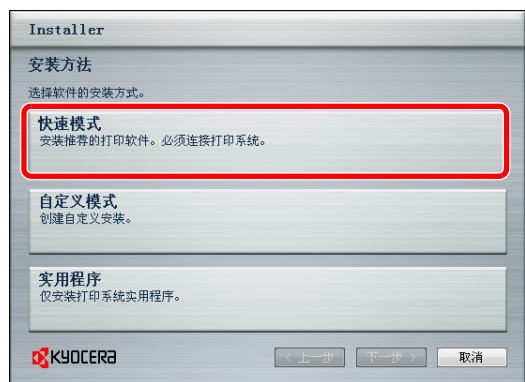 Installer
安装方法
选择软件的安装方式。
快速模式
安装推荐的打印软件。必须连接打印系统。
自定义模式
创建自定义安装。
实用程序
仅安装打印系统实用程序。
KYOCERA
< 上一步 下一步 > 取消